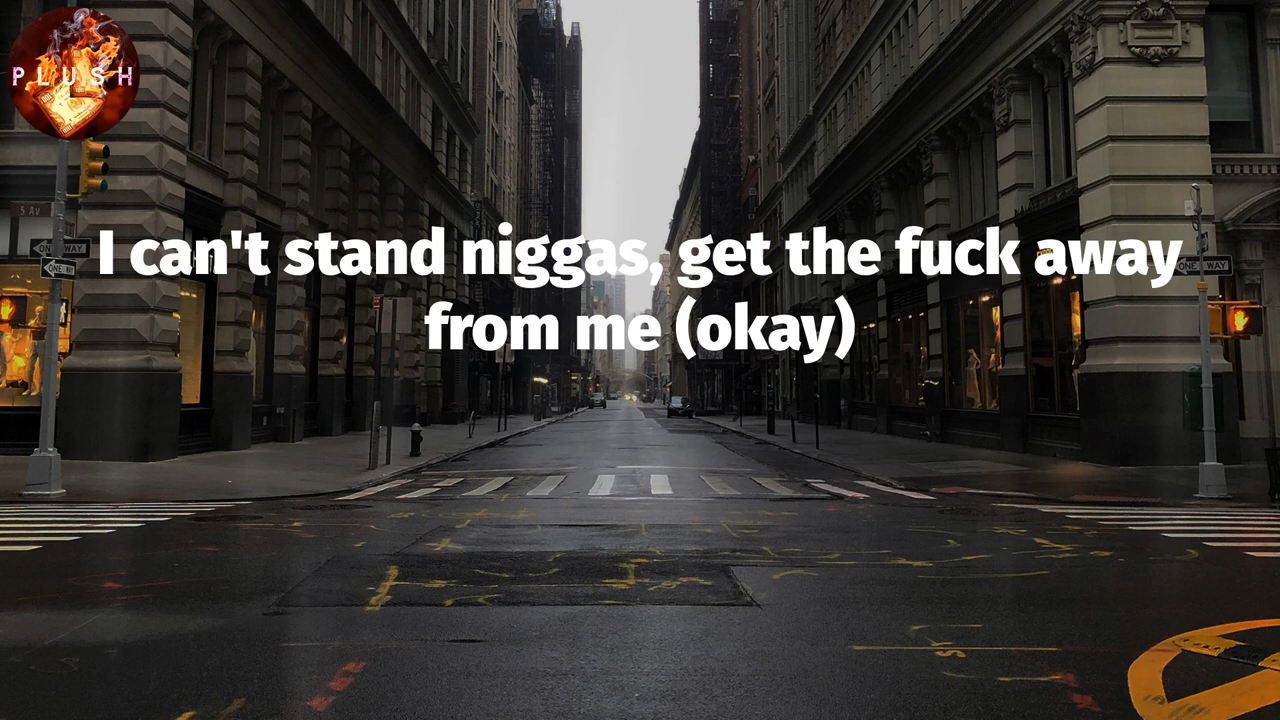 PLUSH
5 Av
ONE WAY
ONE WAY
I can't stand niggas, get the fuck away
ONE WAY
from me (okay)